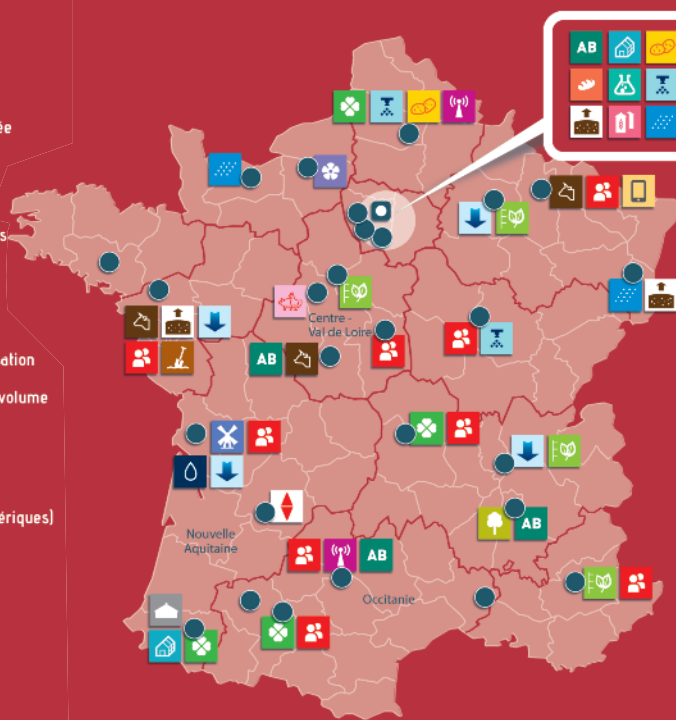 ée
s
ation
volume
ériques)
AB
Centre -
Val de Loire
AB
AB
Nouvelle
Aquitaine
AB
Occitanie